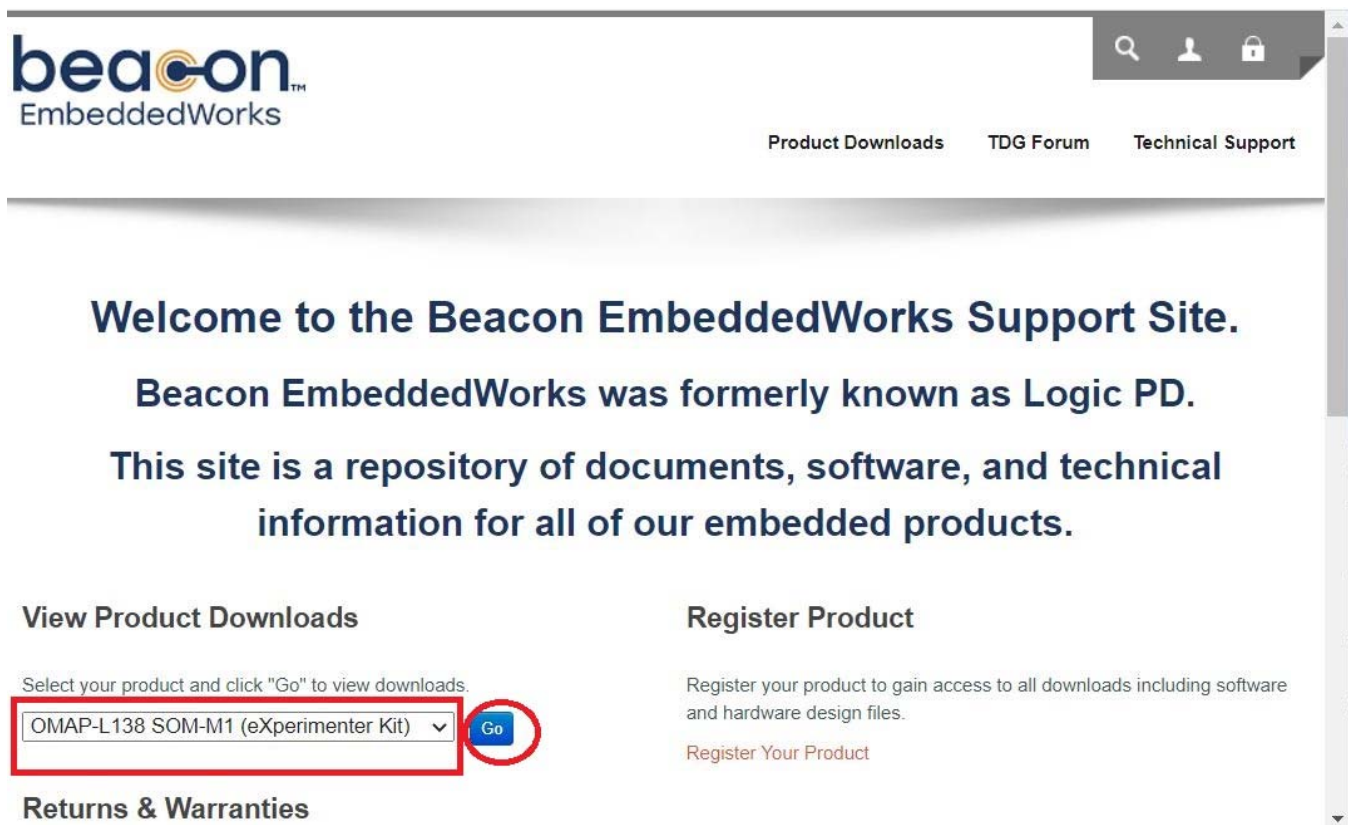 beacon™
EmbeddedWorks
Product Downloads TDG Forum Technical Support
Welcome to the Beacon EmbeddedWorks Support Site.
Beacon EmbeddedWorks was formerly known as Logic PD.
This site is a repository of documents, software, and technical
information for all of our embedded products.
View Product Downloads
Select your product and click "Go" to view downloads.
OMAP-L138 SOM-M1 (eXperimenter Kit)
Go
Register Product
Register your product to gain access to all downloads including software
and hardware design files.
Register Your Product
Returns & Warranties